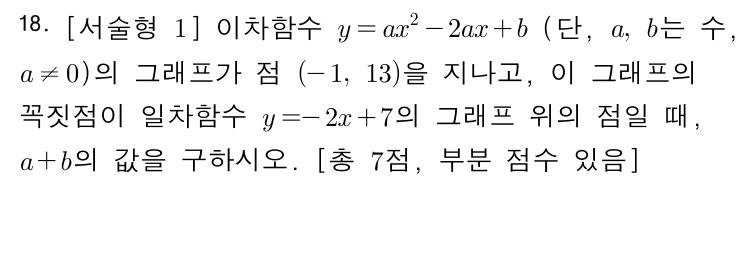 18. [서술형 1] 이차함수 y=ax²-2ax+b (단, a, b는 수,
a≠0)의 그래프가 점 (-1, 13)을 지나고, 이 그래프의
꼭짓점이 일차함수 y=-2x+7의 그래프 위의 점일 때,
a+b의 값을 구하시오. [총 7점, 부분 점수 있음]